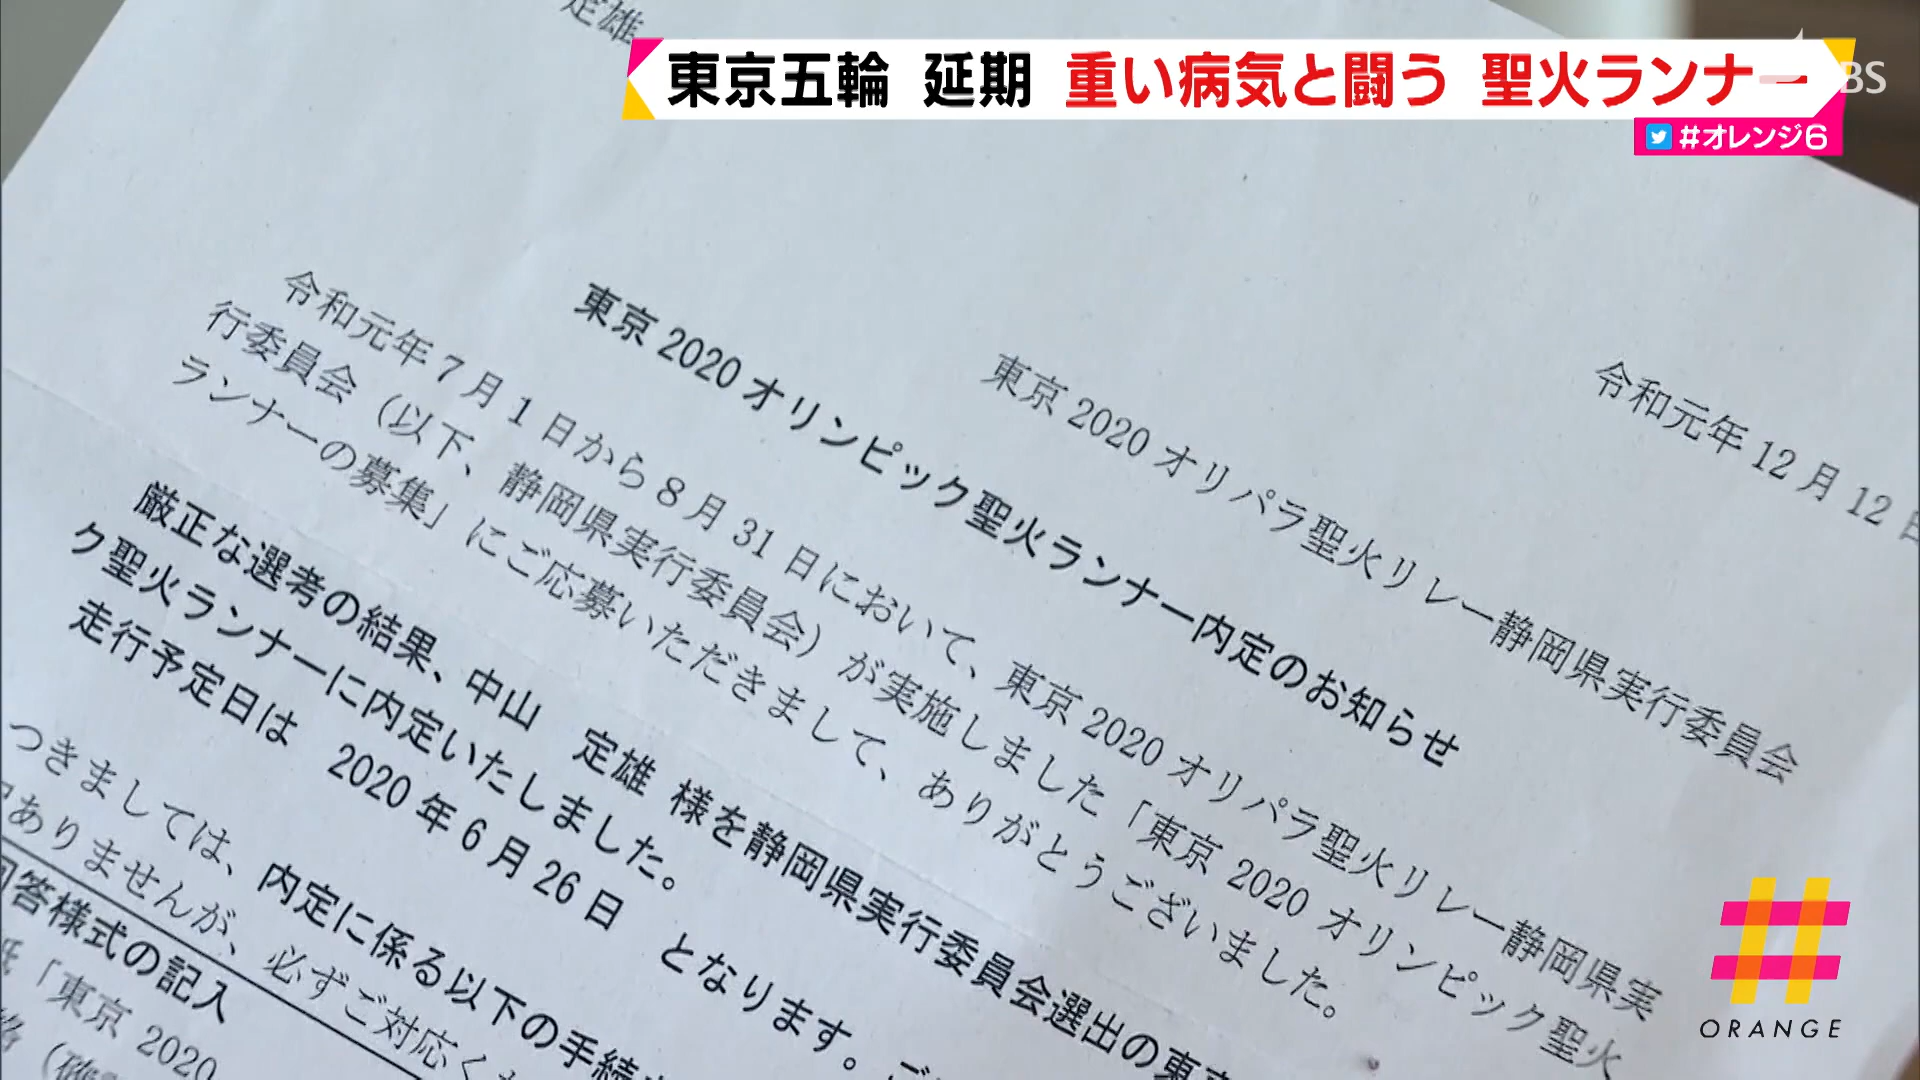 定雄
東京五輪 延期 重い病気と闘う 聖火ランナー
BS
#オレンジ6
令和元年12月12日
東京2020オリパラ聖火リレー静岡県実行委員会
東京2020オリンピック聖火ランナー内定のお知らせ
令和元年7月1日から8月31日において、東京2020オリパラ聖火リレー静岡県実
行委員会（以下、静岡県実行委員会）が実施しました「東京2020オリンピック聖火
ランナーの募集」にご応募いただきまして、ありがとうございました。
厳正な選考の結果、中山 定雄 様を静岡県実行委員会選出の東京
ク聖火ランナーに内定いたしました。
走行予定日は 2020年6月26日 となります。
つきましては、内定に係る以下の手続
ありませんが、必ずご対応く
回答様式の記入
「東京2020
ORANGE